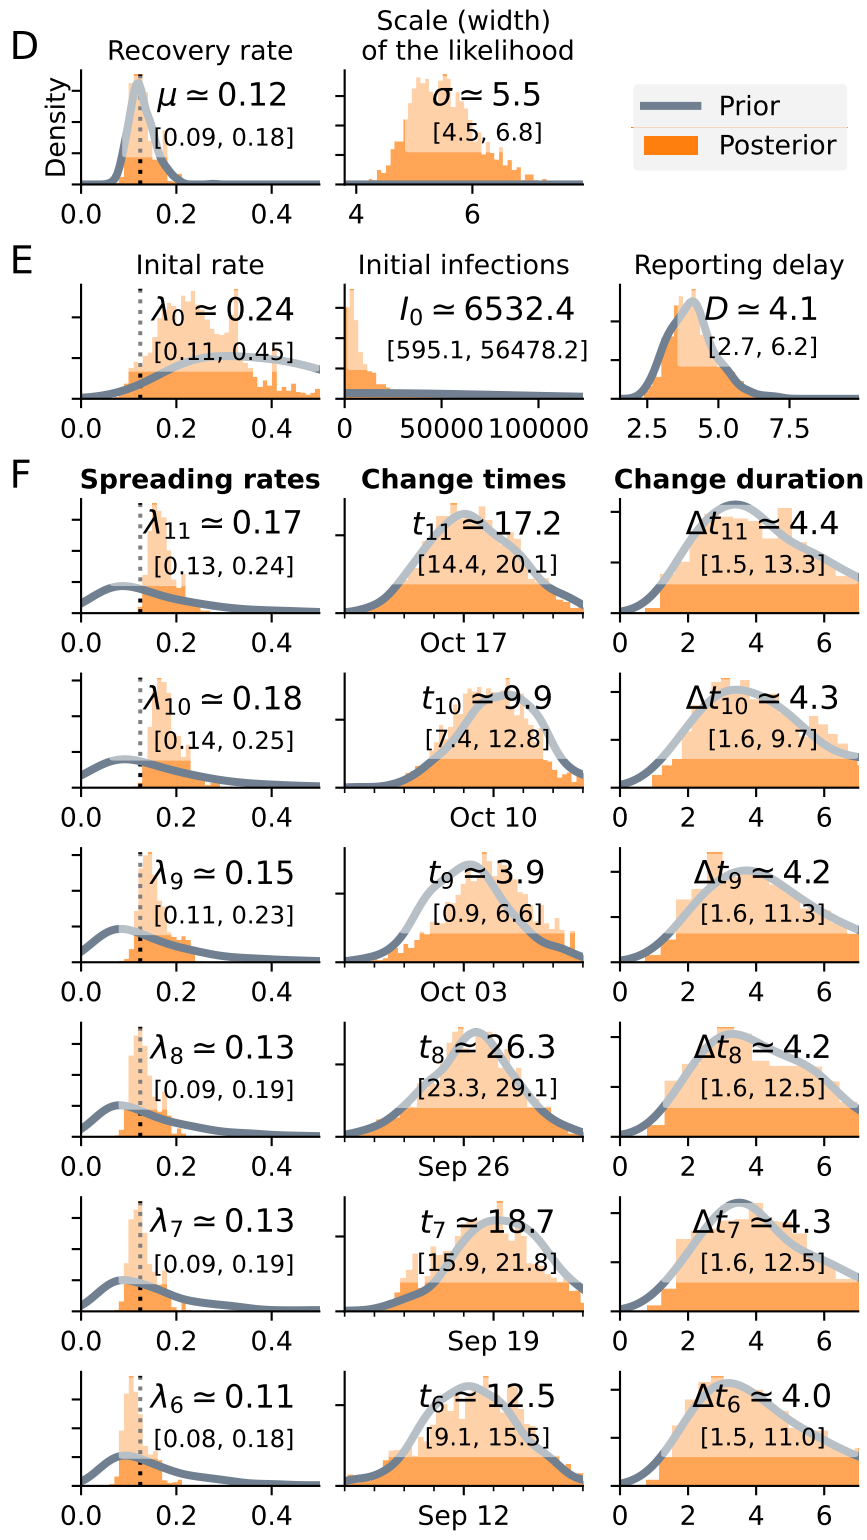 D
Recovery rate
Scale (width)
of the likelihood
Density
μ ≃ 0.12
[0.09, 0.18]
0.0 0.2 0.4
σ ≃ 5.5
[4.5, 6.8]
4 6
Prior
Posterior
E
Inital rate
λ0 ≃ 0.24
[0.11, 0.45]
0.0 0.2 0.4
Initial infections
I0 ≃ 6532.4
[595.1, 56478.2]
0 50000 100000
Reporting delay
D ≃ 4.1
[2.7, 6.2]
2.5 5.0 7.5
F
Spreading rates Change times Change duration
λ11 ≃ 0.17
[0.13, 0.24]
0.0 0.2 0.4
t11 ≃ 17.2
[14.4, 20.1]
Oct 17
Δt11 ≃ 4.4
[1.5, 13.3]
0 2 4 6
λ10 ≃ 0.18
[0.14, 0.25]
0.0 0.2 0.4
t10 ≃ 9.9
[7.4, 12.8]
Oct 10
Δt10 ≃ 4.3
[1.6, 9.7]
0 2 4 6
λ9 ≃ 0.15
[0.11, 0.23]
0.0 0.2 0.4
t9 ≃ 3.9
[0.9, 6.6]
Oct 03
Δt9 ≃ 4.2
[1.6, 11.3]
0 2 4 6
λ8 ≃ 0.13
[0.09, 0.19]
0.0 0.2 0.4
t8 ≃ 26.3
[23.3, 29.1]
Sep 26
Δt8 ≃ 4.2
[1.6, 12.5]
0 2 4 6
λ7 ≃ 0.13
[0.09, 0.19]
0.0 0.2 0.4
t7 ≃ 18.7
[15.9, 21.8]
Sep 19
Δt7 ≃ 4.3
[1.6, 12.5]
0 2 4 6
λ6 ≃ 0.11
[0.08, 0.18]
0.0 0.2 0.4
t6 ≃ 12.5
[9.1, 15.5]
Sep 12
Δt6 ≃ 4.0
[1.5, 11.0]
0 2 4 6